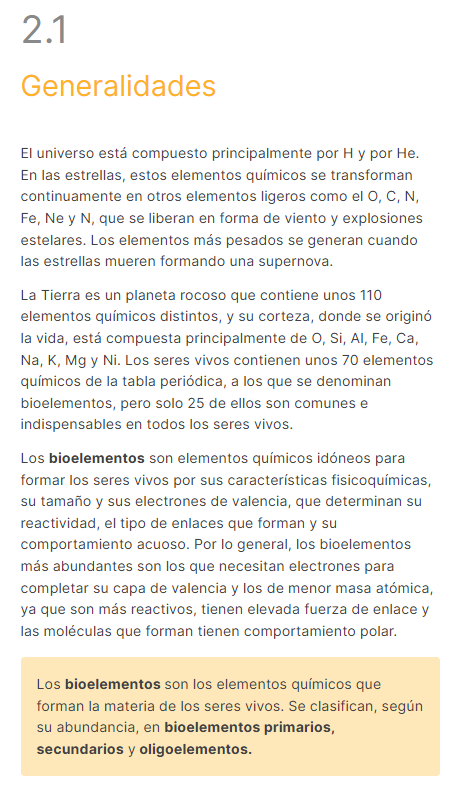 2.1
Generalidades
El universo está compuesto principalmente por H y por He.
En las estrellas, estos elementos químicos se transforman
continuamente en otros elementos ligeros como el O, C, N,
Fe, Ne y N, que se liberan en forma de viento y explosiones
estelares. Los elementos más pesados se generan cuando
las estrellas mueren formando una supernova.
La Tierra es un planeta rocoso que contiene unos 110
elementos químicos distintos, y su corteza, donde se originó
la vida, está compuesta principalmente de O, Si, Al, Fe, Ca,
Na, K, Mg y Ni. Los seres vivos contienen unos 70 elementos
químicos de la tabla periódica, a los que se denominan
bioelementos, pero solo 25 de ellos son comunes e
indispensables en todos los seres vivos.
Los bioelementos son elementos químicos idóneos para
formar los seres vivos por sus características fisicoquímicas,
su tamaño y sus electrones de valencia, que determinan su
reactividad, el tipo de enlaces que forman y su
comportamiento acuoso. Por lo general, los bioelementos
más abundantes son los que necesitan electrones para
completar su capa de valencia y los de menor masa atómica,
ya que son más reactivos, tienen elevada fuerza de enlace y
las moléculas que forman tienen comportamiento polar.
Los bioelementos son los elementos químicos que
forman la materia de los seres vivos. Se clasifican, según
su abundancia, en bioelementos primarios,
secundarios y oligoelementos.